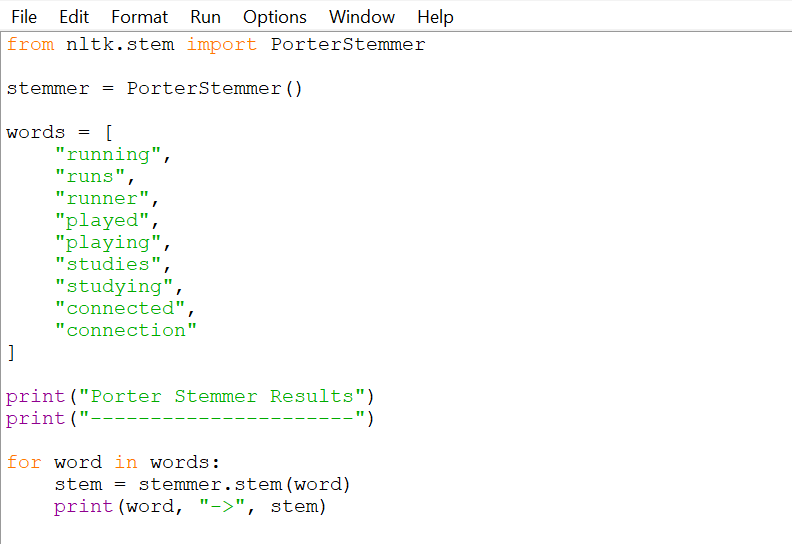 File Edit Format Run Options Window Help
from nltk.stem import PorterStemmer
stemmer = PorterStemmer()
words = [
    "running",
    "runs",
    "runner",
    "played",
    "playing",
    "studies",
    "studying",
    "connected",
    "connection"
]
print("Porter Stemmer Results")
print("----------------------")
for word in words:
    stem = stemmer.stem(word)
    print(word, "->", stem)